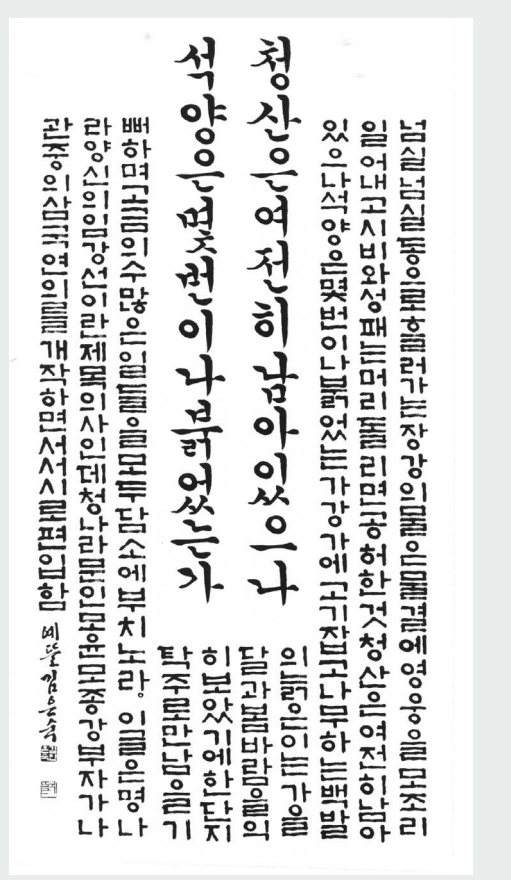 넘실넘실동으로흘러가는장강의물은물결에영웅을모조리
일어내고시비와성패는머리돌리면공허한것청산은여전히남아
있으나석양은몇번이나붉었는가강가에고기잡고나무하는백발
청산은여전히남아있으나
석양은몇번이나붉었는가
의늙은이는가을
달과봄바람을익
히보았기에한단지
탁주로만남을기
뻐하며고금의수많은일들을모두담소에부치노라. 이글은명나
라양신의임강선이란제목의사인데청나라문인모륜모종강부자가나
관중의삼국연의를개작하면서서시로편입함 예뜰김은숙